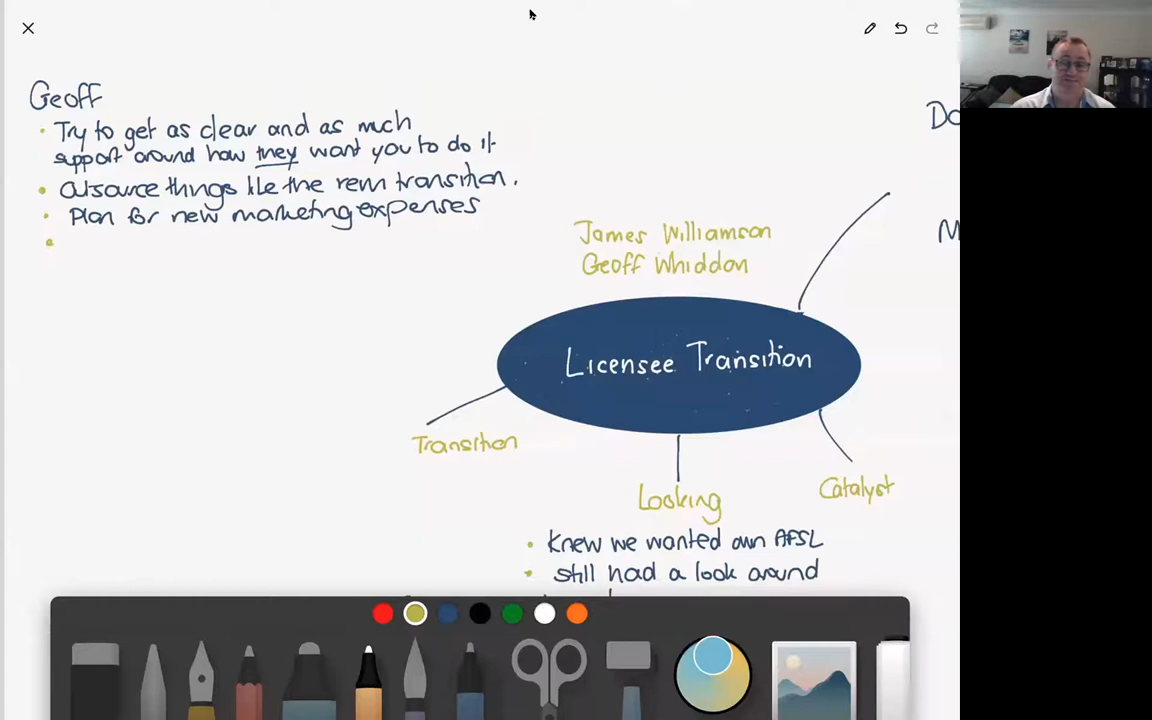 Geoff
• Try to get as clear and as much
support around how they want you to do it
• Outsource things like the rem transition.
• Plan for new marketing expenses
•
James Williamson
Geoff Whiddon
Licensee Transition
Transition
Looking
Catalyst
• Knew we wanted own AFSL
• still had a look around